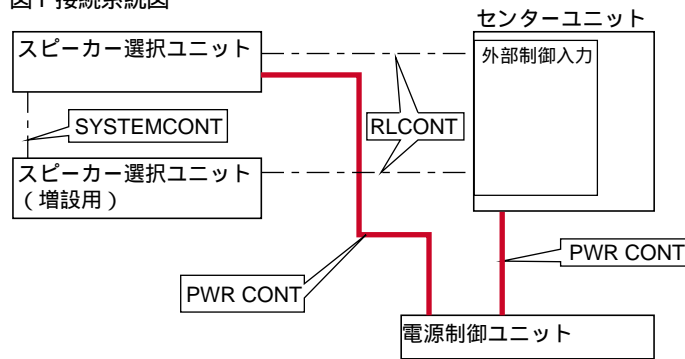 図1 接続系統図
センターユニット
スピーカー選択ユニット
外部制御入力
SYSTEMCONT
RLCONT
スピーカー選択ユニット
(増設用)
PWR CONT
PWR CONT
電源制御ユニット